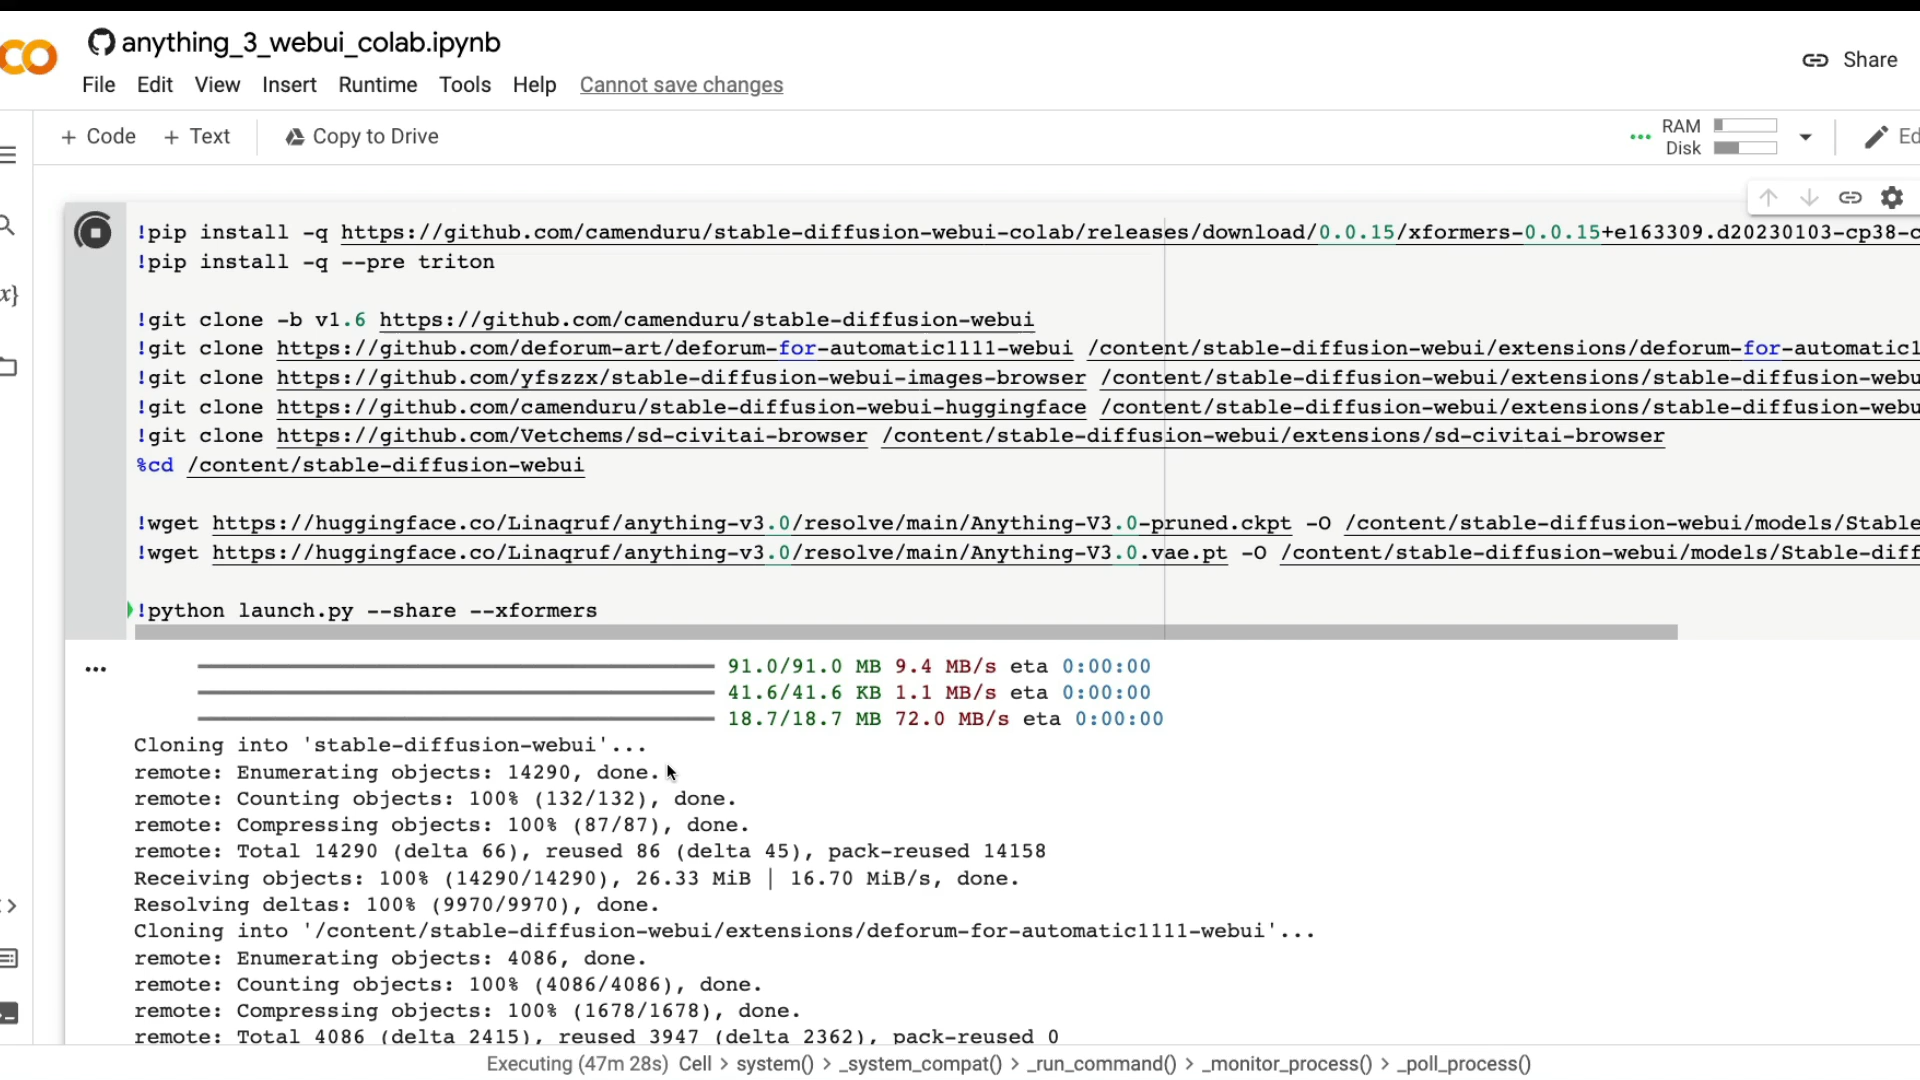 anything_3_webui_colab.ipynb
Share
File Edit View Insert Runtime Tools Help Cannot save changes
+ Code + Text Copy to Drive
RAM
Disk
!pip install -q https://github.com/camenduru/stable-diffusion-webui-colab/releases/download/0.0.15/xformers-0.0.15+e163309.d20230103-cp38-c
!pip install -q --pre triton
!git clone -b v1.6 https://github.com/camenduru/stable-diffusion-webui
!git clone https://github.com/deforum-art/deforum-for-automatic1111-webui /content/stable-diffusion-webui/extensions/deforum-for-automatic1
!git clone https://github.com/yfszzx/stable-diffusion-webui-images-browser /content/stable-diffusion-webui/extensions/stable-diffusion-webu
!git clone https://github.com/camenduru/stable-diffusion-webui-huggingface /content/stable-diffusion-webui/extensions/stable-diffusion-webu
!git clone https://github.com/Vetchems/sd-civitai-browser /content/stable-diffusion-webui/extensions/sd-civitai-browser
%cd /content/stable-diffusion-webui
!wget https://huggingface.co/Linaqruf/anything-v3.0/resolve/main/Anything-V3.0-pruned.ckpt -O /content/stable-diffusion-webui/models/Stable
!wget https://huggingface.co/Linaqruf/anything-v3.0/resolve/main/Anything-V3.0.vae.pt -O /content/stable-diffusion-webui/models/Stable-diff
!python launch.py --share --xformers
91.0/91.0 MB 9.4 MB/s eta 0:00:00
41.6/41.6 KB 1.1 MB/s eta 0:00:00
18.7/18.7 MB 72.0 MB/s eta 0:00:00
Cloning into 'stable-diffusion-webui'...
remote: Enumerating objects: 14290, done.
remote: Counting objects: 100% (132/132), done.
remote: Compressing objects: 100% (87/87), done.
remote: Total 14290 (delta 66), reused 86 (delta 45), pack-reused 14158
Receiving objects: 100% (14290/14290), 26.33 MiB | 16.70 MiB/s, done.
Resolving deltas: 100% (9970/9970), done.
Cloning into '/content/stable-diffusion-webui/extensions/deforum-for-automatic1111-webui'...
remote: Enumerating objects: 4086, done.
remote: Counting objects: 100% (4086/4086), done.
remote: Compressing objects: 100% (1678/1678), done.
remote: Total 4086 (delta 2415), reused 3947 (delta 2362), pack-reused 0
Executing (47m 28s) Cell > system() > _system_compat() > _run_command() > _monitor_process() > _poll_process()